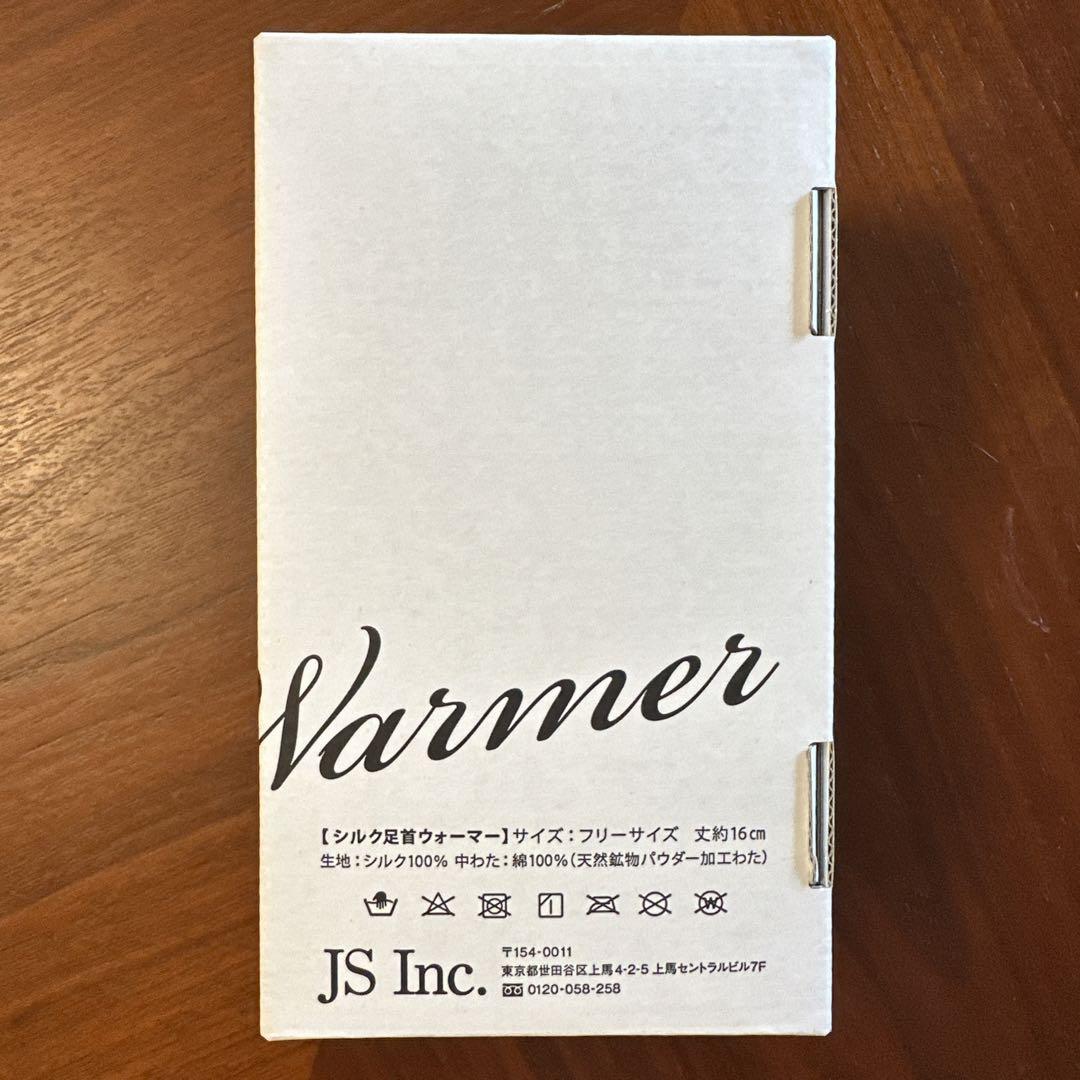 Warmer
【シルク足首ウォーマー】サイズ：フリーサイズ 丈約16㎝
生地：シルク100% 中わた：綿100%（天然鉱物パウダー加工わた）
JS Inc.
〒154-0011
東京都世田谷区上馬4-2-5 上馬セントラルビル7F
0120-058-258